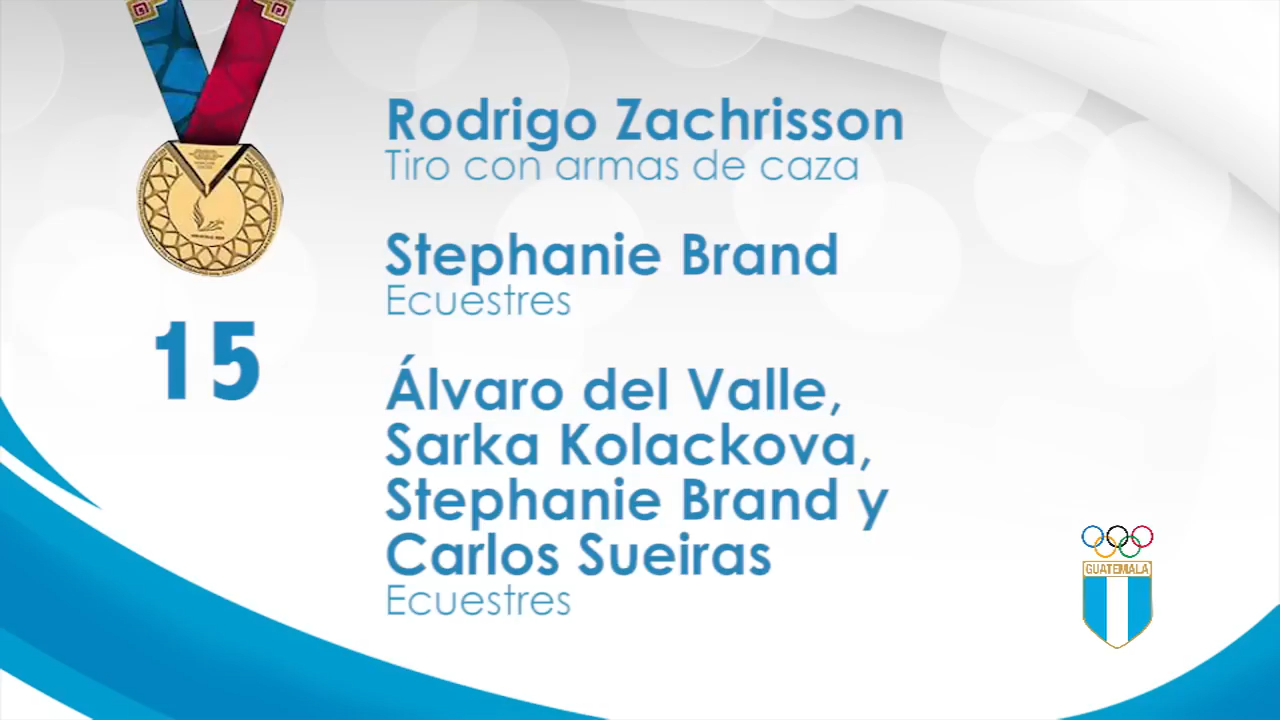 Rodrigo Zachrisson
Tiro con armas de caza
Stephanie Brand
Ecuestres
15
Álvaro del Valle,
Sarka Kolackova,
Stephanie Brand y
Carlos Sueiras
Ecuestres
GUATEMALA